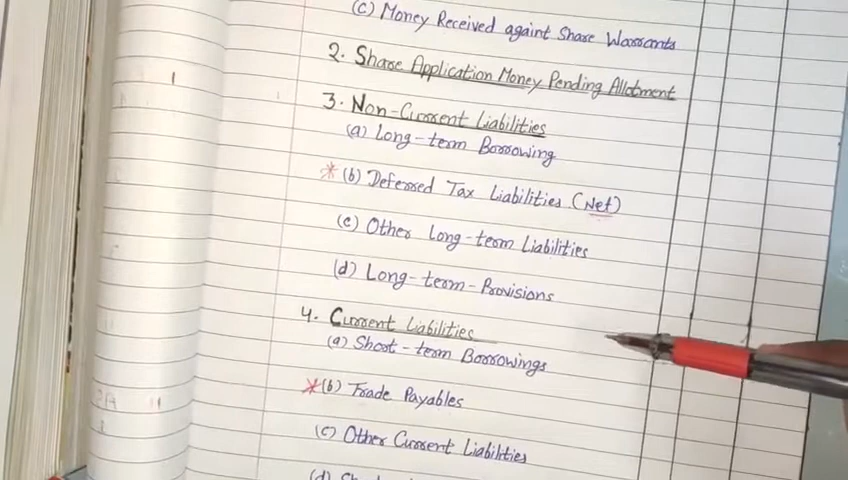 (c) Money Received againt Share Warrants
2. Share Application Money Pending Allotment
3. Non-Current Liabilities
(a) Long-term Borrowing
* (b) Deferred Tax Liabilities (Net)
(c) Other Long-term Liabilities
(d) Long-term-Provisions
4. Current Liabilities
(a) Short-term Borrowings
* (b) Trade Payables
(c) Other Current Liabilities
(d)